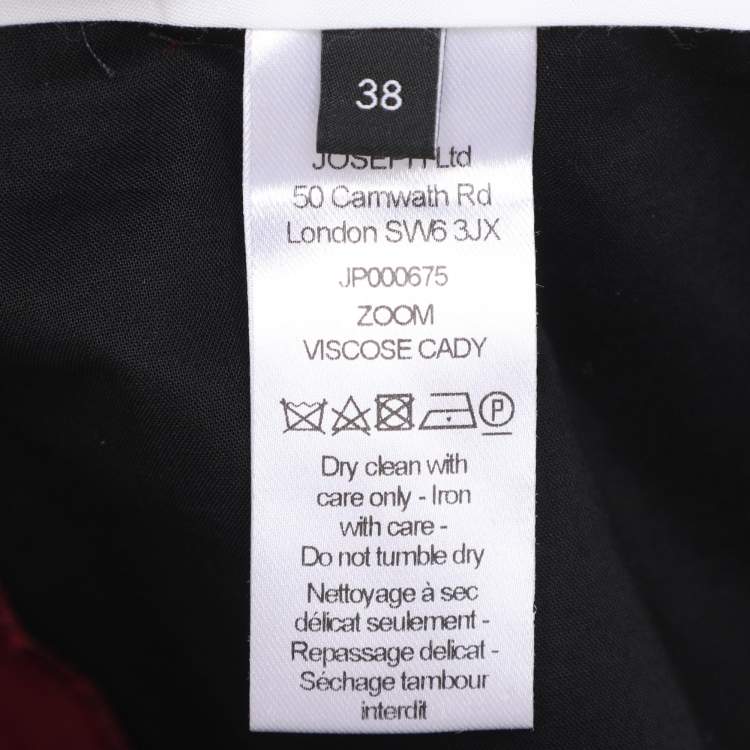 38
JOSEPH Ltd
50 Carnwath Rd
London SW6 3JX
JP000675
ZOOM
VISCOSE CADY
P
Dry clean with
care only - Iron
with care -
Do not tumble dry
Nettoyage à sec
délicat seulement -
Repassage delicat -
Séchage tambour
interdit